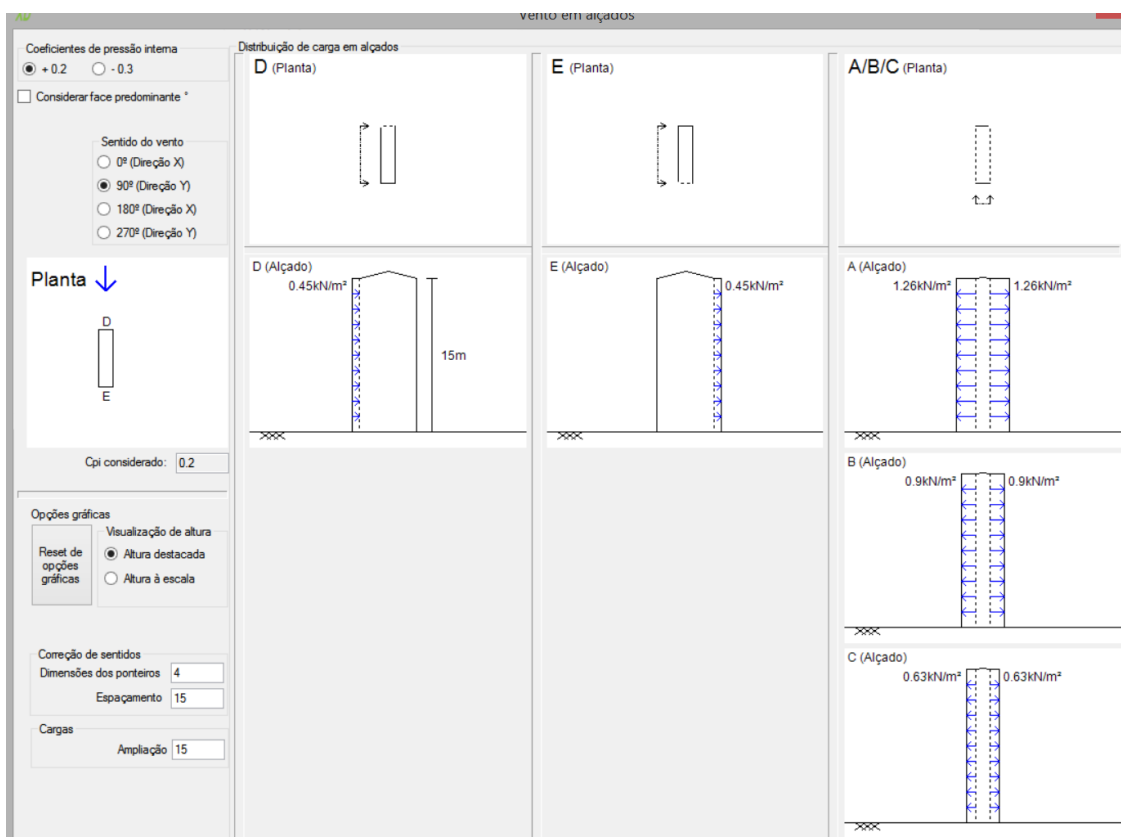 Vento em alçados
Coeficientes de pressão interna
+ 0.2
- 0.3
Considerar face predominante °
Sentido do vento
0º (Direção X)
90º (Direção Y)
180º (Direção X)
270º (Direção Y)
Planta
D
E
Cpi considerado:
0.2
Opções gráficas
Reset de
opções
gráficas
Visualização de altura
Altura destacada
Altura à escala
Correção de sentidos
Dimensões dos ponteiros
4
Espaçamento
15
Cargas
Ampliação
15
Distribuição de carga em alçados
D (Planta)
E (Planta)
A/B/C (Planta)
D (Alçado)
0.45kN/m²
15m
E (Alçado)
0.45kN/m²
A (Alçado)
1.26kN/m²
1.26kN/m²
B (Alçado)
0.9kN/m²
0.9kN/m²
C (Alçado)
0.63kN/m²
0.63kN/m²